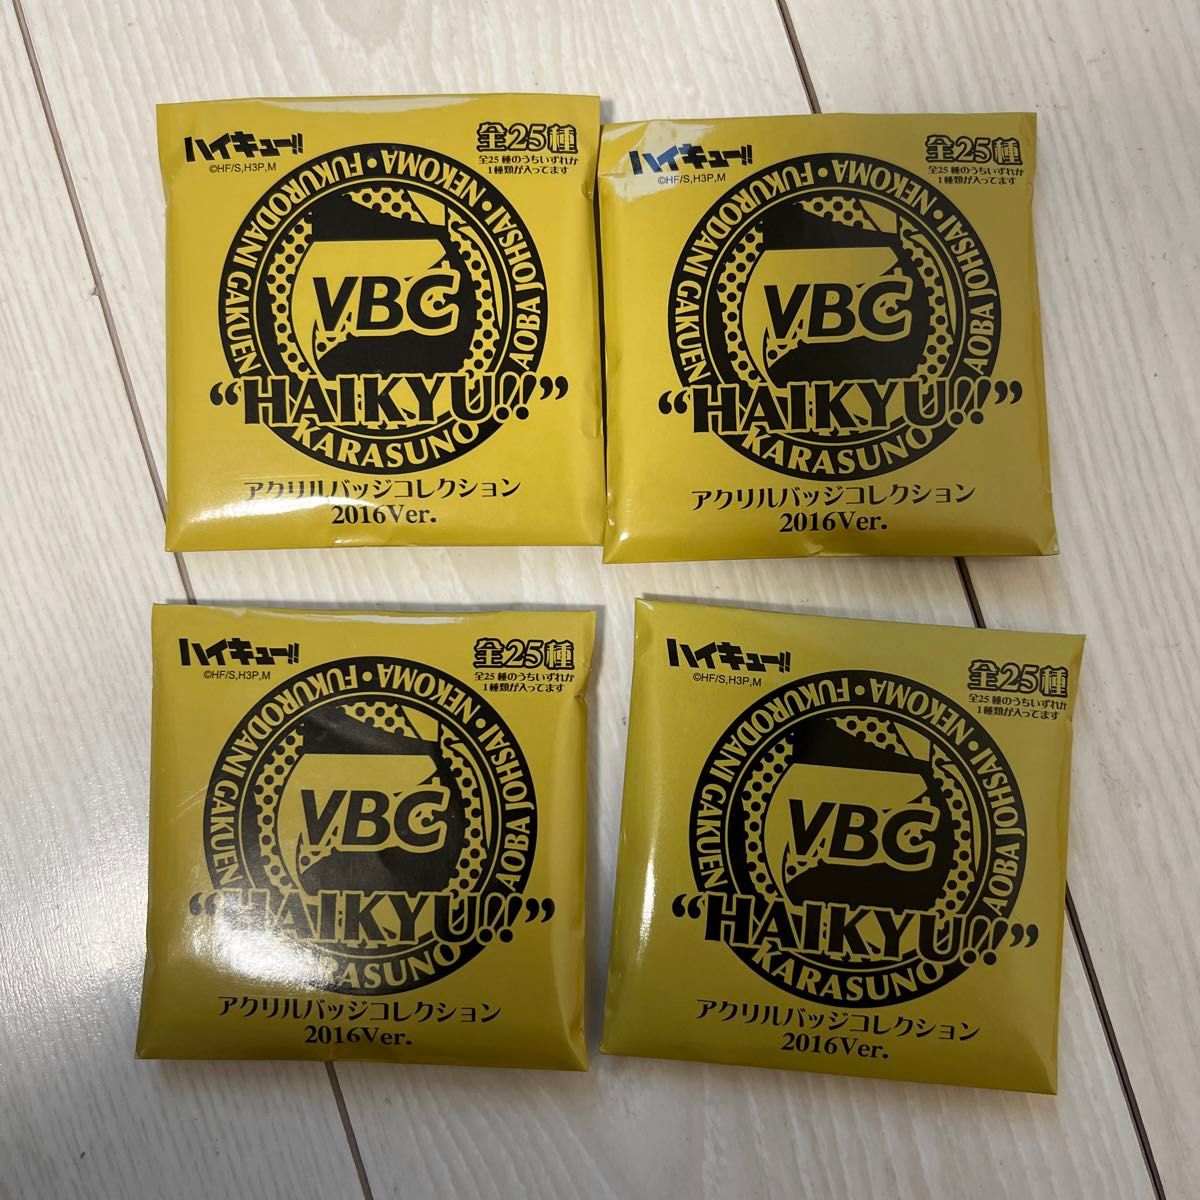 ハイキュー!!
©HF/S,H3P,M
全25種
全25種のうちいずれか
1種類が入ってます
FUKURODANI GAKUEN・NEKOMA・AOBA JOHSAI
VBC
“HAIKYU!!”
KARASUNO
アクリルバッジコレクション
2016Ver.
ハイキュー!!
©HF/S,H3P,M
全25種
全25種のうちいずれか
1種類が入ってます
FUKURODANI GAKUEN・NEKOMA・AOBA JOHSAI
VBC
“HAIKYU!!”
KARASUNO
アクリルバッジコレクション
2016Ver.
ハイキュー!!
©HF/S,H3P,M
全25種
全25種のうちいずれか
1種類が入ってます
FUKURODANI GAKUEN・NEKOMA・AOBA JOHSAI
VBC
“HAIKYU!!”
KARASUNO
アクリルバッジコレクション
2016Ver.
ハイキュー!!
©HF/S,H3P,M
全25種
全25種のうちいずれか
1種類が入ってます
FUKURODANI GAKUEN・NEKOMA・AOBA JOHSAI
VBC
“HAIKYU!!”
KARASUNO
アクリルバッジコレクション
2016Ver.